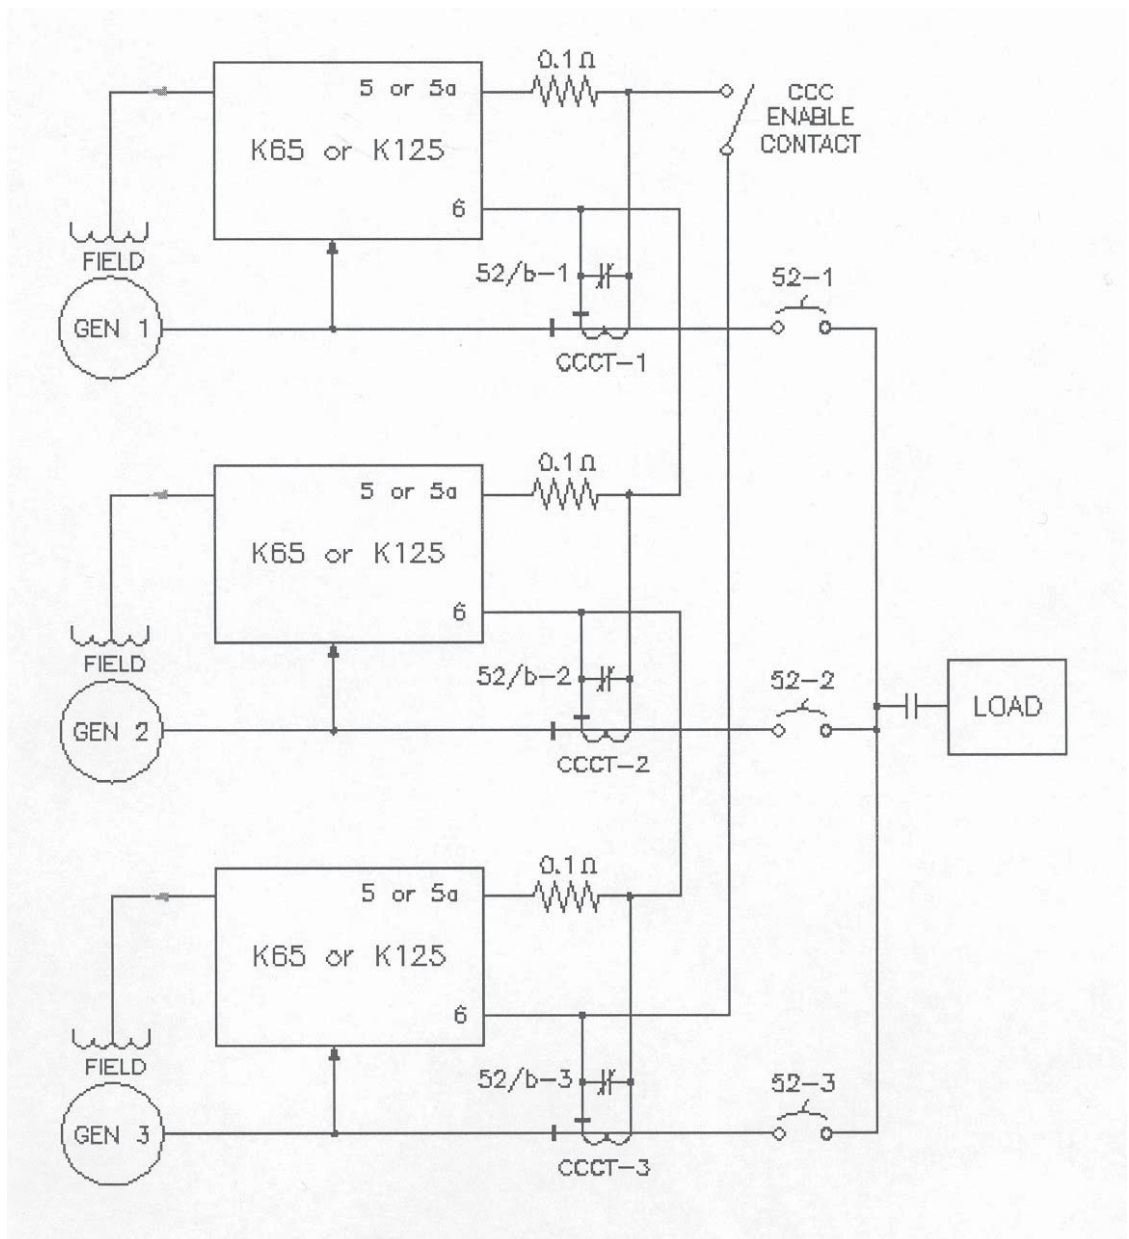 0.1Ω
5 or 5a
CCC
ENABLE
CONTACT
K65 or K125
6
FIELD
52/b-1
52-1
GEN 1
CCCT-1
0.1Ω
5 or 5a
K65 or K125
6
FIELD
52/b-2
52-2
GEN 2
LOAD
CCCT-2
0.1Ω
5 or 5a
K65 or K125
6
FIELD
52/b-3
52-3
GEN 3
CCCT-3